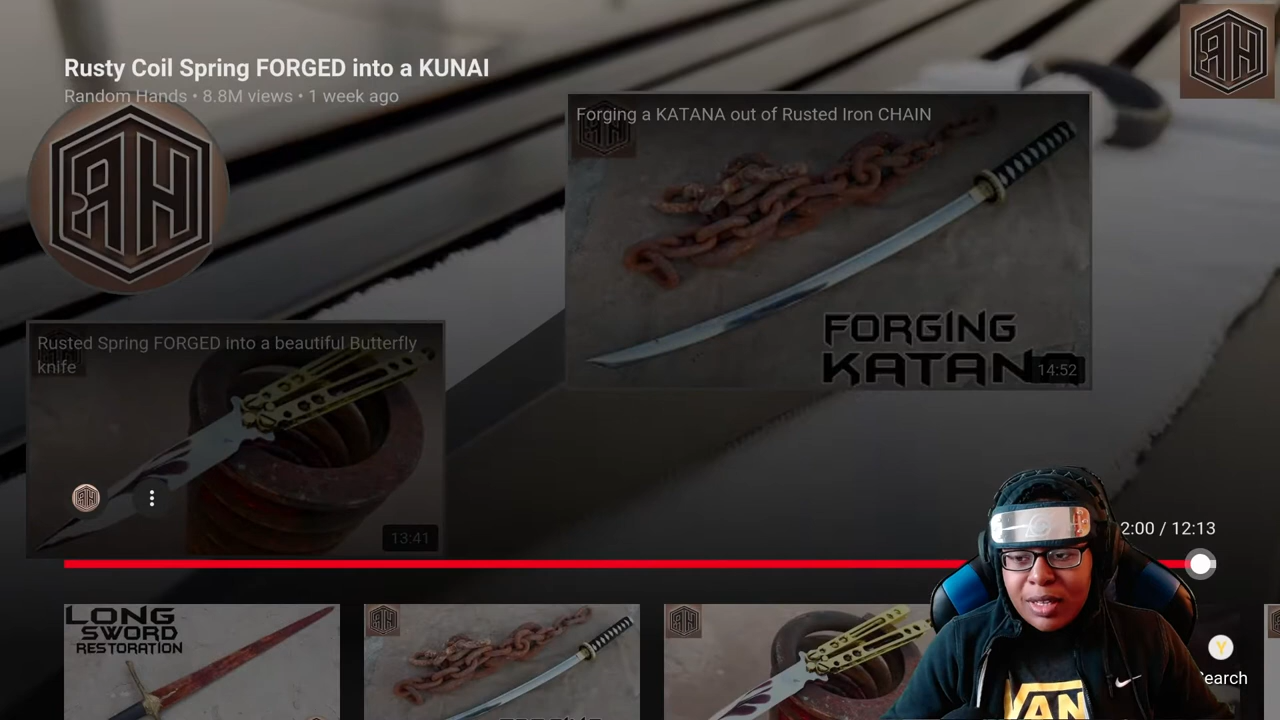 Rusty Coil Spring FORGED into a KUNAI
Random Hands • 8.8M views • 1 week ago
Forging a KATANA out of Rusted Iron CHAIN
FORGING
KATANA
14:52
Rusted Spring FORGED into a beautiful Butterfly
knife
13:41
2:00 / 12:13
LONG
SWORD
RESTORATION
Y
earch
VAN